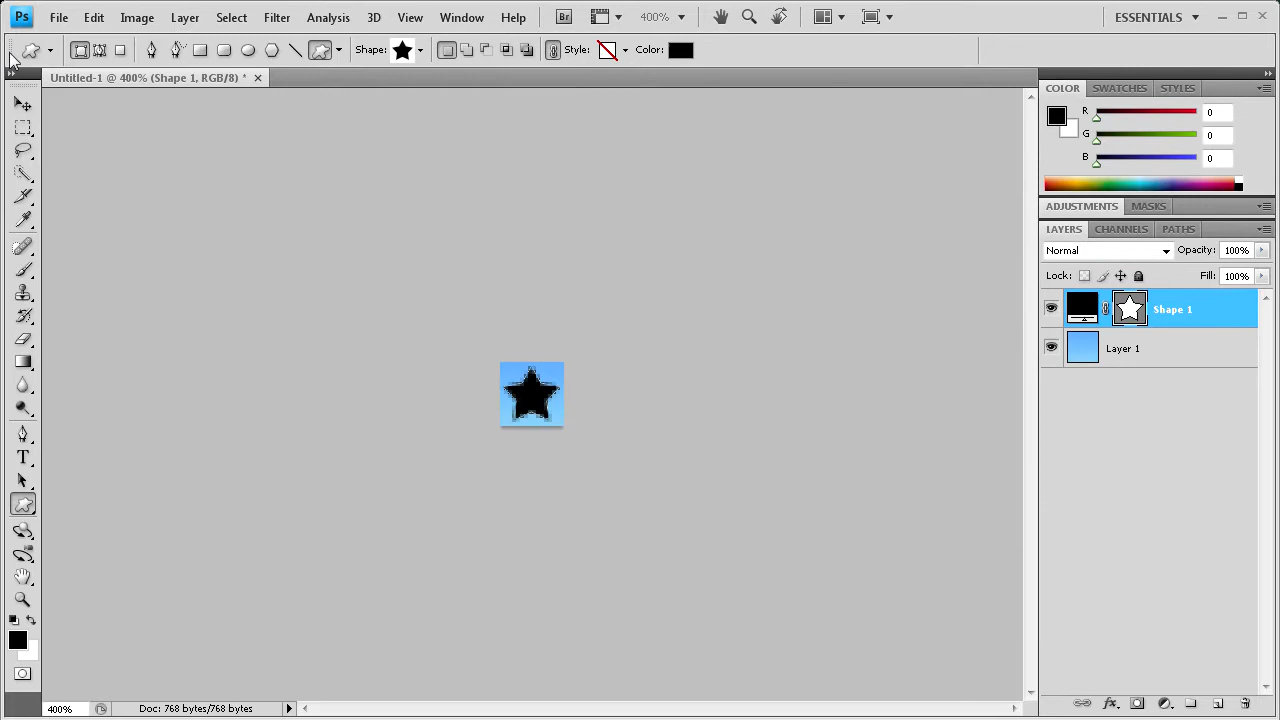 Ps File Edit Image Layer Select Filter Analysis 3D View Window Help Br 400% ESSENTIALS
Shape: Style: Color:
Untitled-1 @ 400% (Shape 1, RGB/8) *
COLOR SWATCHES STYLES
R 0
G 0
B 0
ADJUSTMENTS MASKS
LAYERS CHANNELS PATHS
Normal Opacity: 100%
Lock: Fill: 100%
Shape 1
Layer 1
T
fx
400% Doc: 768 bytes/768 bytes